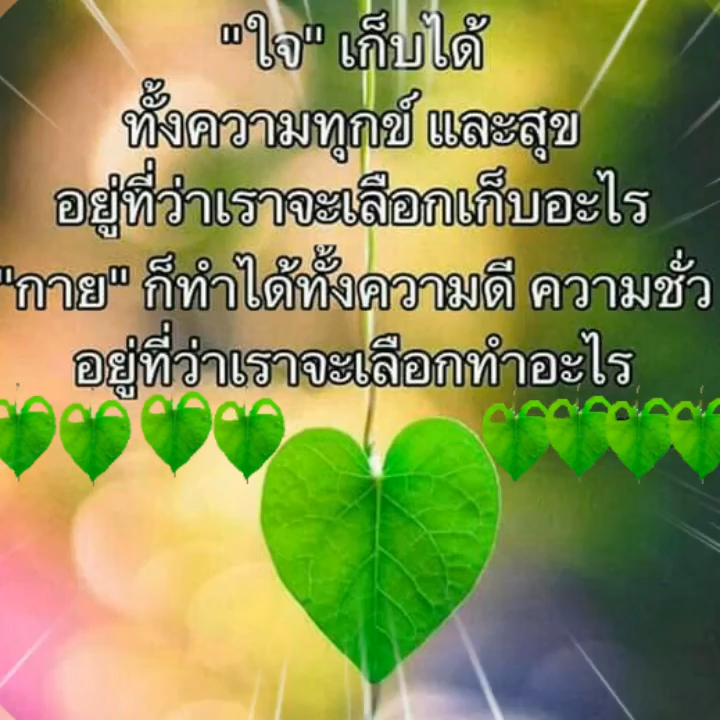 "ใจ" เก็บได้
ทั้งความทุกข์ และสุข
อยู่ที่ว่าเราจะเลือกเก็บอะไร
"กาย" ก็ทำได้ทั้งความดี ความชั่ว
อยู่ที่ว่าเราจะเลือกทำอะไร